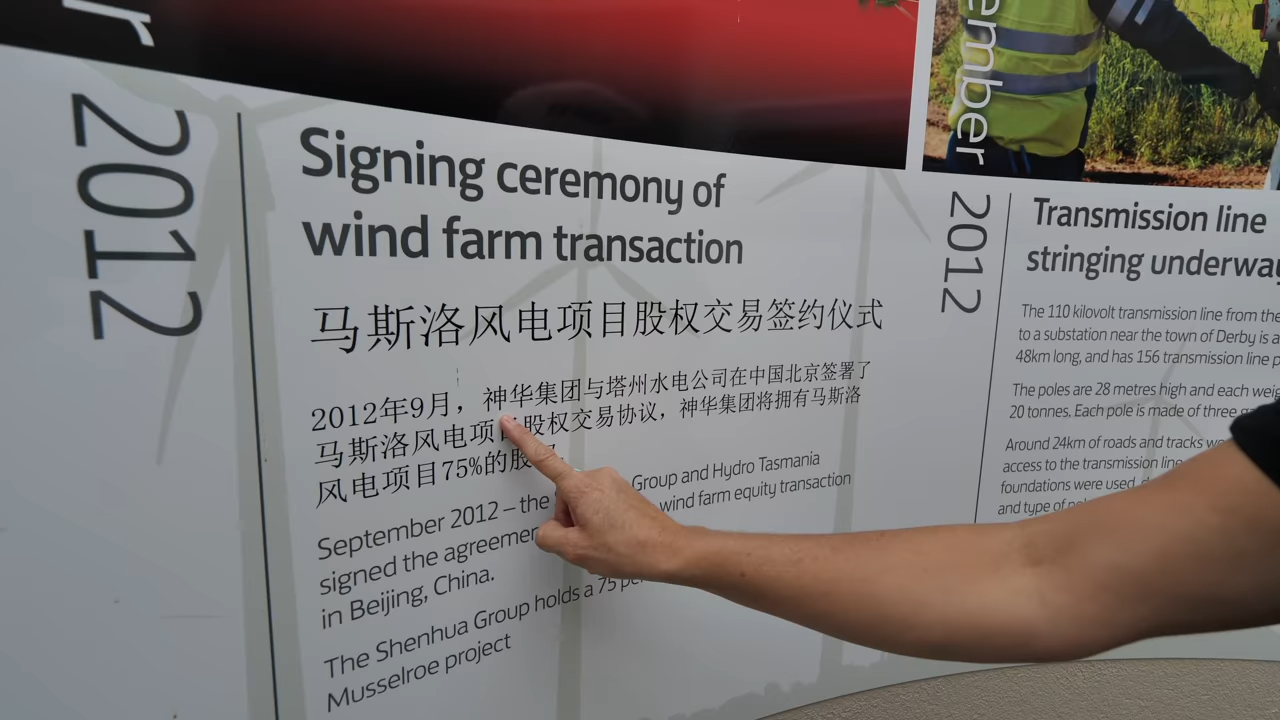 2012
Signing ceremony of
wind farm transaction
马斯洛风电项目股权交易签约仪式
2012年9月，神华集团与塔州水电公司在中国北京签署了
马斯洛风电项目股权交易协议，神华集团将拥有马斯洛
风电项目75%的股
September 2012 – the Group and Hydro Tasmania
signed the wind farm equity transaction
in Beijing, China.
The Shenhua Group holds a 75
Musselroe project
ember
2012
Transmission line
stringing underway
The 110 kilovolt transmission line from the
to a substation near the town of Derby is a
48km long, and has 156 transmission line
The poles are 28 metres high and each
20 tonnes. Each pole is made of three
Around 24km of roads and tracks
access to the transmission line
foundations were used
and type of